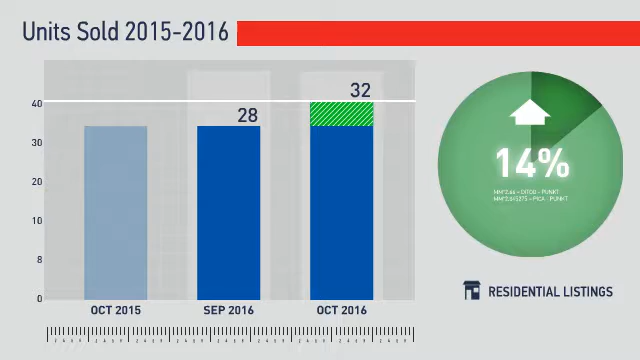 Units Sold 2015-2016
40
30
20
10
8
0
28
32
OCT 2015
SEP 2016
OCT 2016
14%
RESIDENTIAL LISTINGS